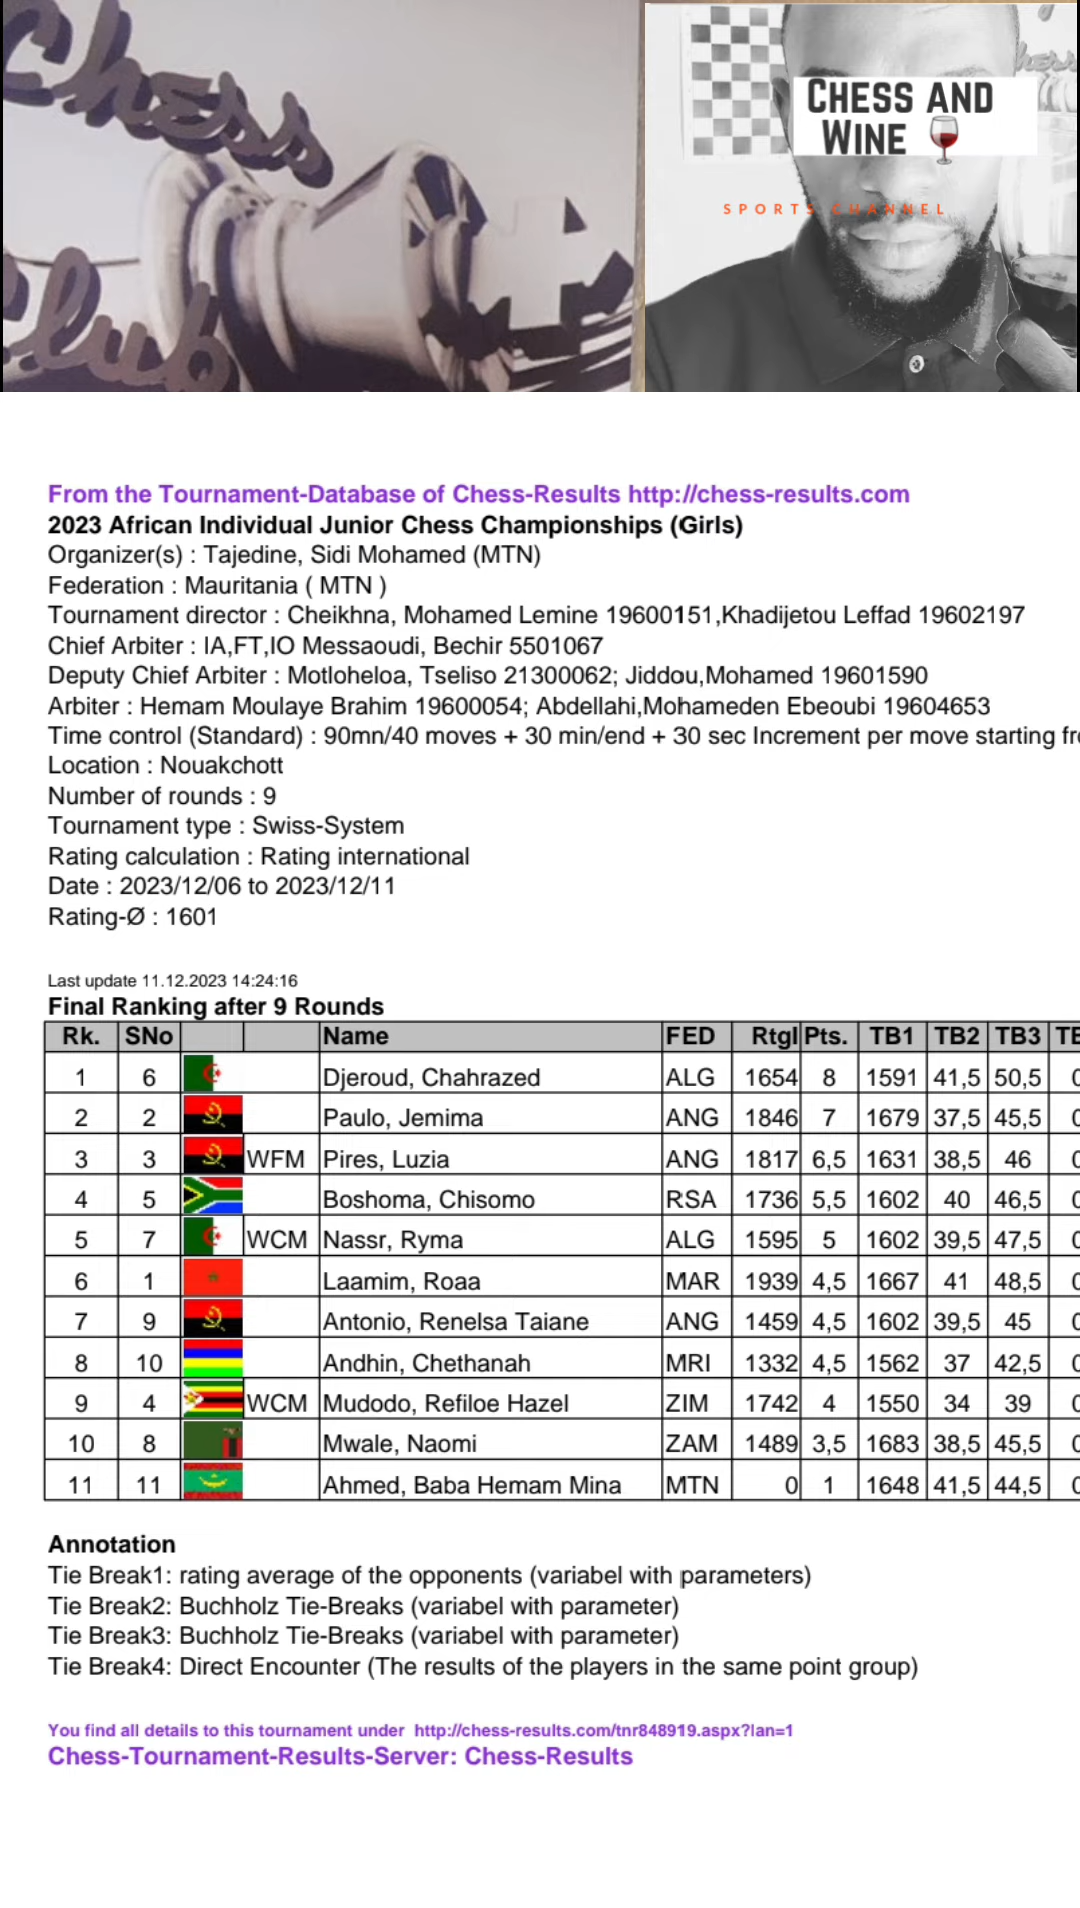 Chess
Club
CHESS AND
WINE
SPORTS CHANNEL
From the Tournament-Database of Chess-Results http://chess-results.com
2023 African Individual Junior Chess Championships (Girls)
Organizer(s) : Tajedine, Sidi Mohamed (MTN)
Federation : Mauritania ( MTN )
Tournament director : Cheikhna, Mohamed Lemine 19600151,Khadijetou Leffad 19602197
Chief Arbiter : IA,FT,IO Messaoudi, Bechir 5501067
Deputy Chief Arbiter : Motloheloa, Tseliso 21300062; Jiddou,Mohamed 19601590
Arbiter : Hemam Moulaye Brahim 19600054; Abdellahi,Mohameden Ebeoubi 19604653
Time control (Standard) : 90mn/40 moves + 30 min/end + 30 sec Increment per move starting
Location : Nouakchott
Number of rounds : 9
Tournament type : Swiss-System
Rating calculation : Rating international
Date : 2023/12/06 to 2023/12/11
Rating-Ø : 1601
Last update 11.12.2023 14:24:16
Final Ranking after 9 Rounds
Rk. SNo Name FED RtgI Pts. TB1 TB2 TB3
1 6 Djeroud, Chahrazed ALG 1654 8 1591 41,5 50,5
2 2 Paulo, Jemima ANG 1846 7 1679 37,5 45,5
3 3 WFM Pires, Luzia ANG 1817 6,5 1631 38,5 46
4 5 Boshoma, Chisomo RSA 1736 5,5 1602 40 46,5
5 7 WCM Nassr, Ryma ALG 1595 5 1602 39,5 47,5
6 1 Laamim, Roaa MAR 1939 4,5 1667 41 48,5
7 9 Antonio, Renelsa Taiane ANG 1459 4,5 1602 39,5 45
8 10 Andhin, Chethanah MRI 1332 4,5 1562 37 42,5
9 4 WCM Mudodo, Refiloe Hazel ZIM 1742 4 1550 34 39
10 8 Mwale, Naomi ZAM 1489 3,5 1683 38,5 45,5
11 11 Ahmed, Baba Hemam Mina MTN 0 1 1648 41,5 44,5
Annotation
Tie Break1: rating average of the opponents (variabel with parameters)
Tie Break2: Buchholz Tie-Breaks (variabel with parameter)
Tie Break3: Buchholz Tie-Breaks (variabel with parameter)
Tie Break4: Direct Encounter (The results of the players in the same point group)
You find all details to this tournament under http://chess-results.com/tnr848919.aspx?lan=1
Chess-Tournament-Results-Server: Chess-Results